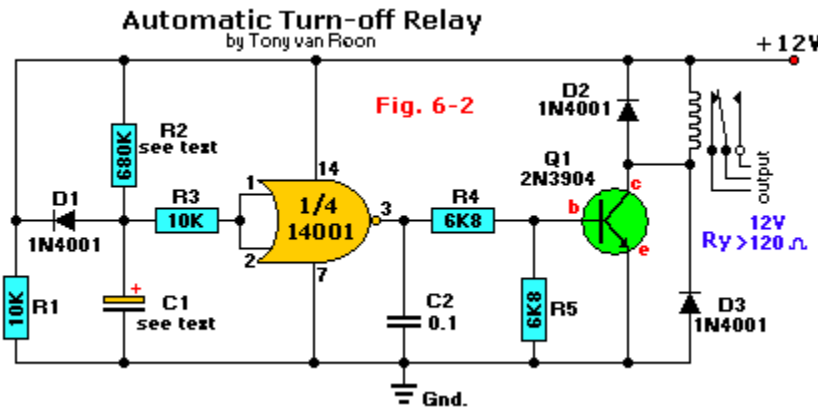 Automatic Turn-off Relay
by Tony van Roon
+12V
Fig. 6-2
D2
1N4001
R2
see text
680K
14
Q1
2N3904
output
D1
1N4001
R3
10K
1
2
1/4
14001
3
7
R4
6K8
b
c
e
12V
Ry >120 Ω
R1
10K
+
C1
see text
C2
0.1
6K8
R5
D3
1N4001
Gnd.